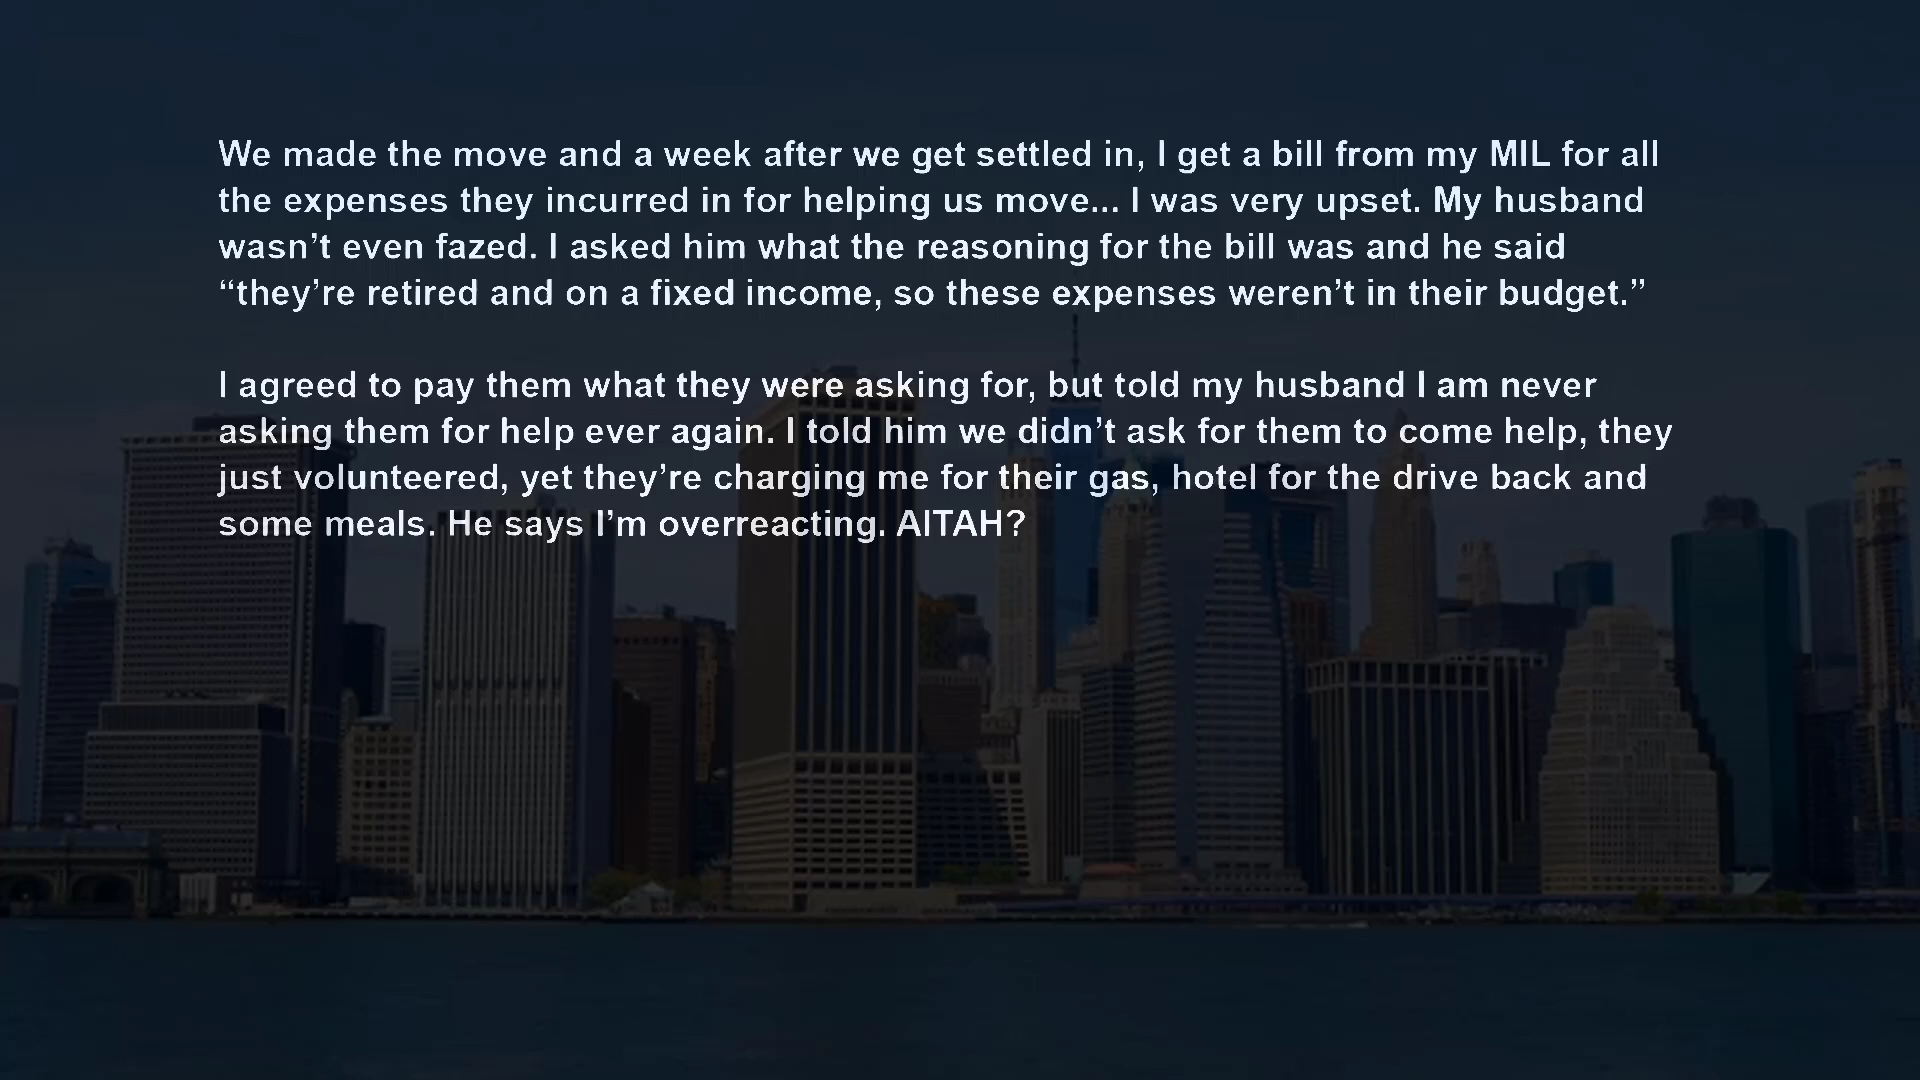 We made the move and a week after we get settled in, I get a bill from my MIL for all
the expenses they incurred in for helping us move... I was very upset. My husband
wasn’t even fazed. I asked him what the reasoning for the bill was and he said
“they’re retired and on a fixed income, so these expenses weren’t in their budget.”
I agreed to pay them what they were asking for, but told my husband I am never
asking them for help ever again. I told him we didn’t ask for them to come help, they
just volunteered, yet they’re charging me for their gas, hotel for the drive back and
some meals. He says I’m overreacting. AITAH?